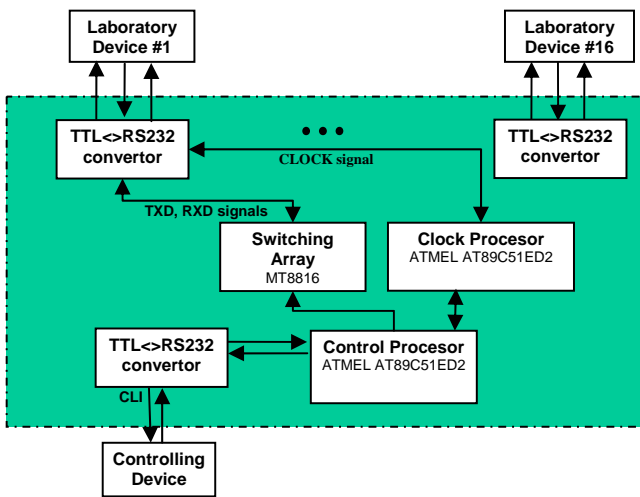 Laboratory
Device #1
Laboratory
Device #16
TTL<>RS232
convertor
• • •
TTL<>RS232
convertor
CLOCK signal
TXD, RXD signals
Switching
Array
MT8816
Clock Procesor
ATMEL AT89C51ED2
TTL<>RS232
convertor
Control Procesor
ATMEL AT89C51ED2
CLI
Controlling
Device